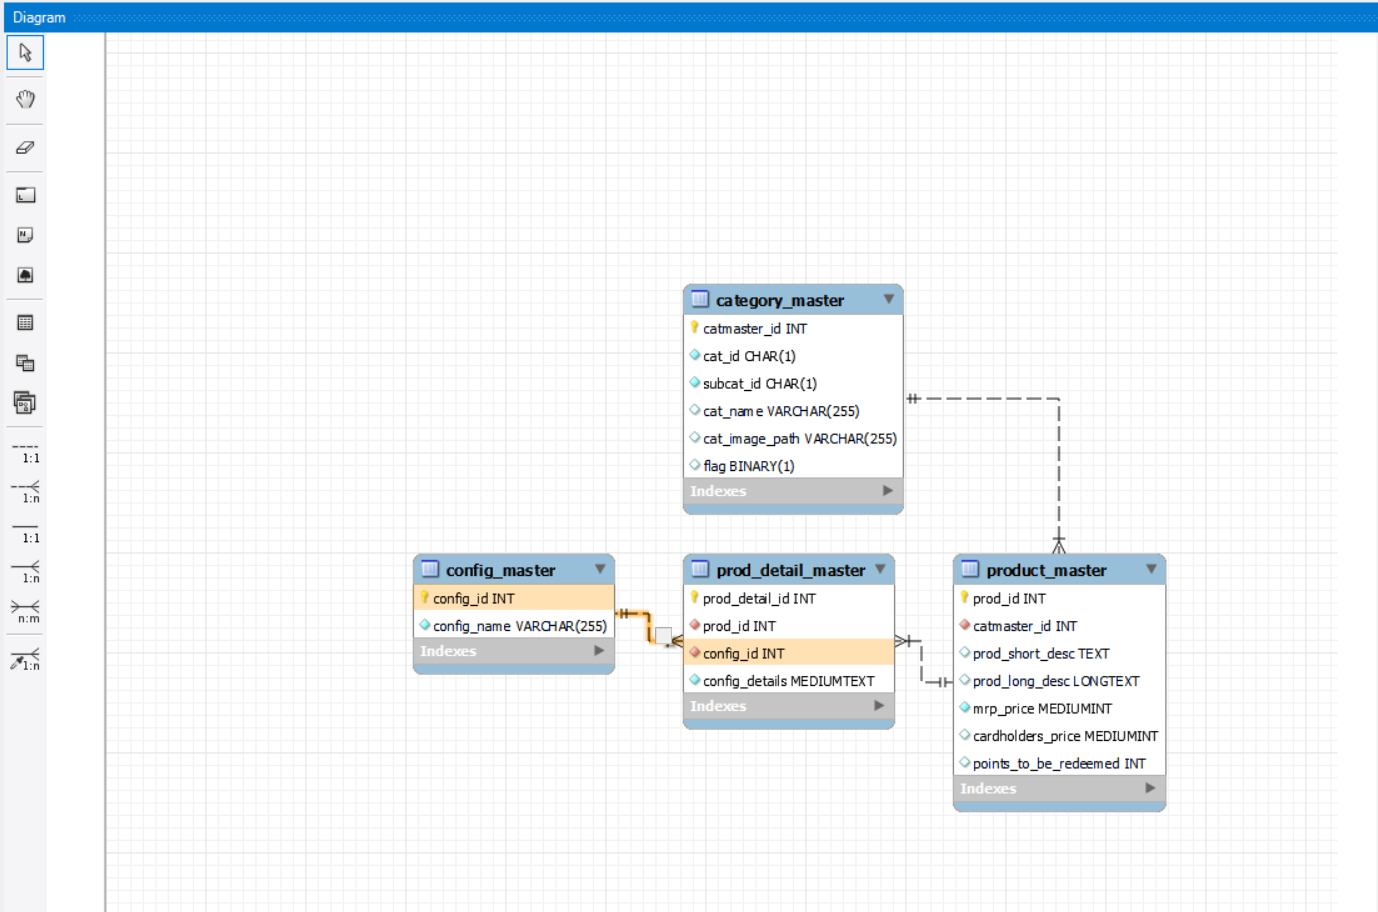 Diagram
1:1
1:n
1:1
1:n
n:m
1:n
category_master
catmaster_id INT
cat_id CHAR(1)
subcat_id CHAR(1)
cat_name VARCHAR(255)
cat_image_path VARCHAR(255)
flag BINARY(1)
Indexes
config_master
config_id INT
config_name VARCHAR(255)
Indexes
prod_detail_master
prod_detail_id INT
prod_id INT
config_id INT
config_details MEDIUMTEXT
Indexes
product_master
prod_id INT
catmaster_id INT
prod_short_desc TEXT
prod_long_desc LONGTEXT
mrp_price MEDIUMINT
cardholders_price MEDIUMINT
points_to_be_redeemed INT
Indexes